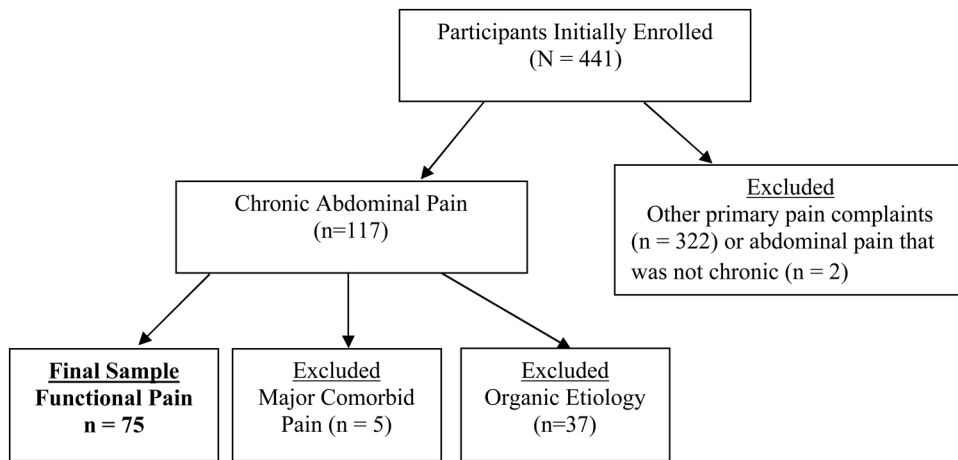 Participants Initially Enrolled
(N = 441)
Chronic Abdominal Pain
(n=117)
Excluded
Other primary pain complaints
(n = 322) or abdominal pain that
was not chronic (n = 2)
Final Sample
Functional Pain
n = 75
Excluded
Major Comorbid
Pain (n = 5)
Excluded
Organic Etiology
(n=37)